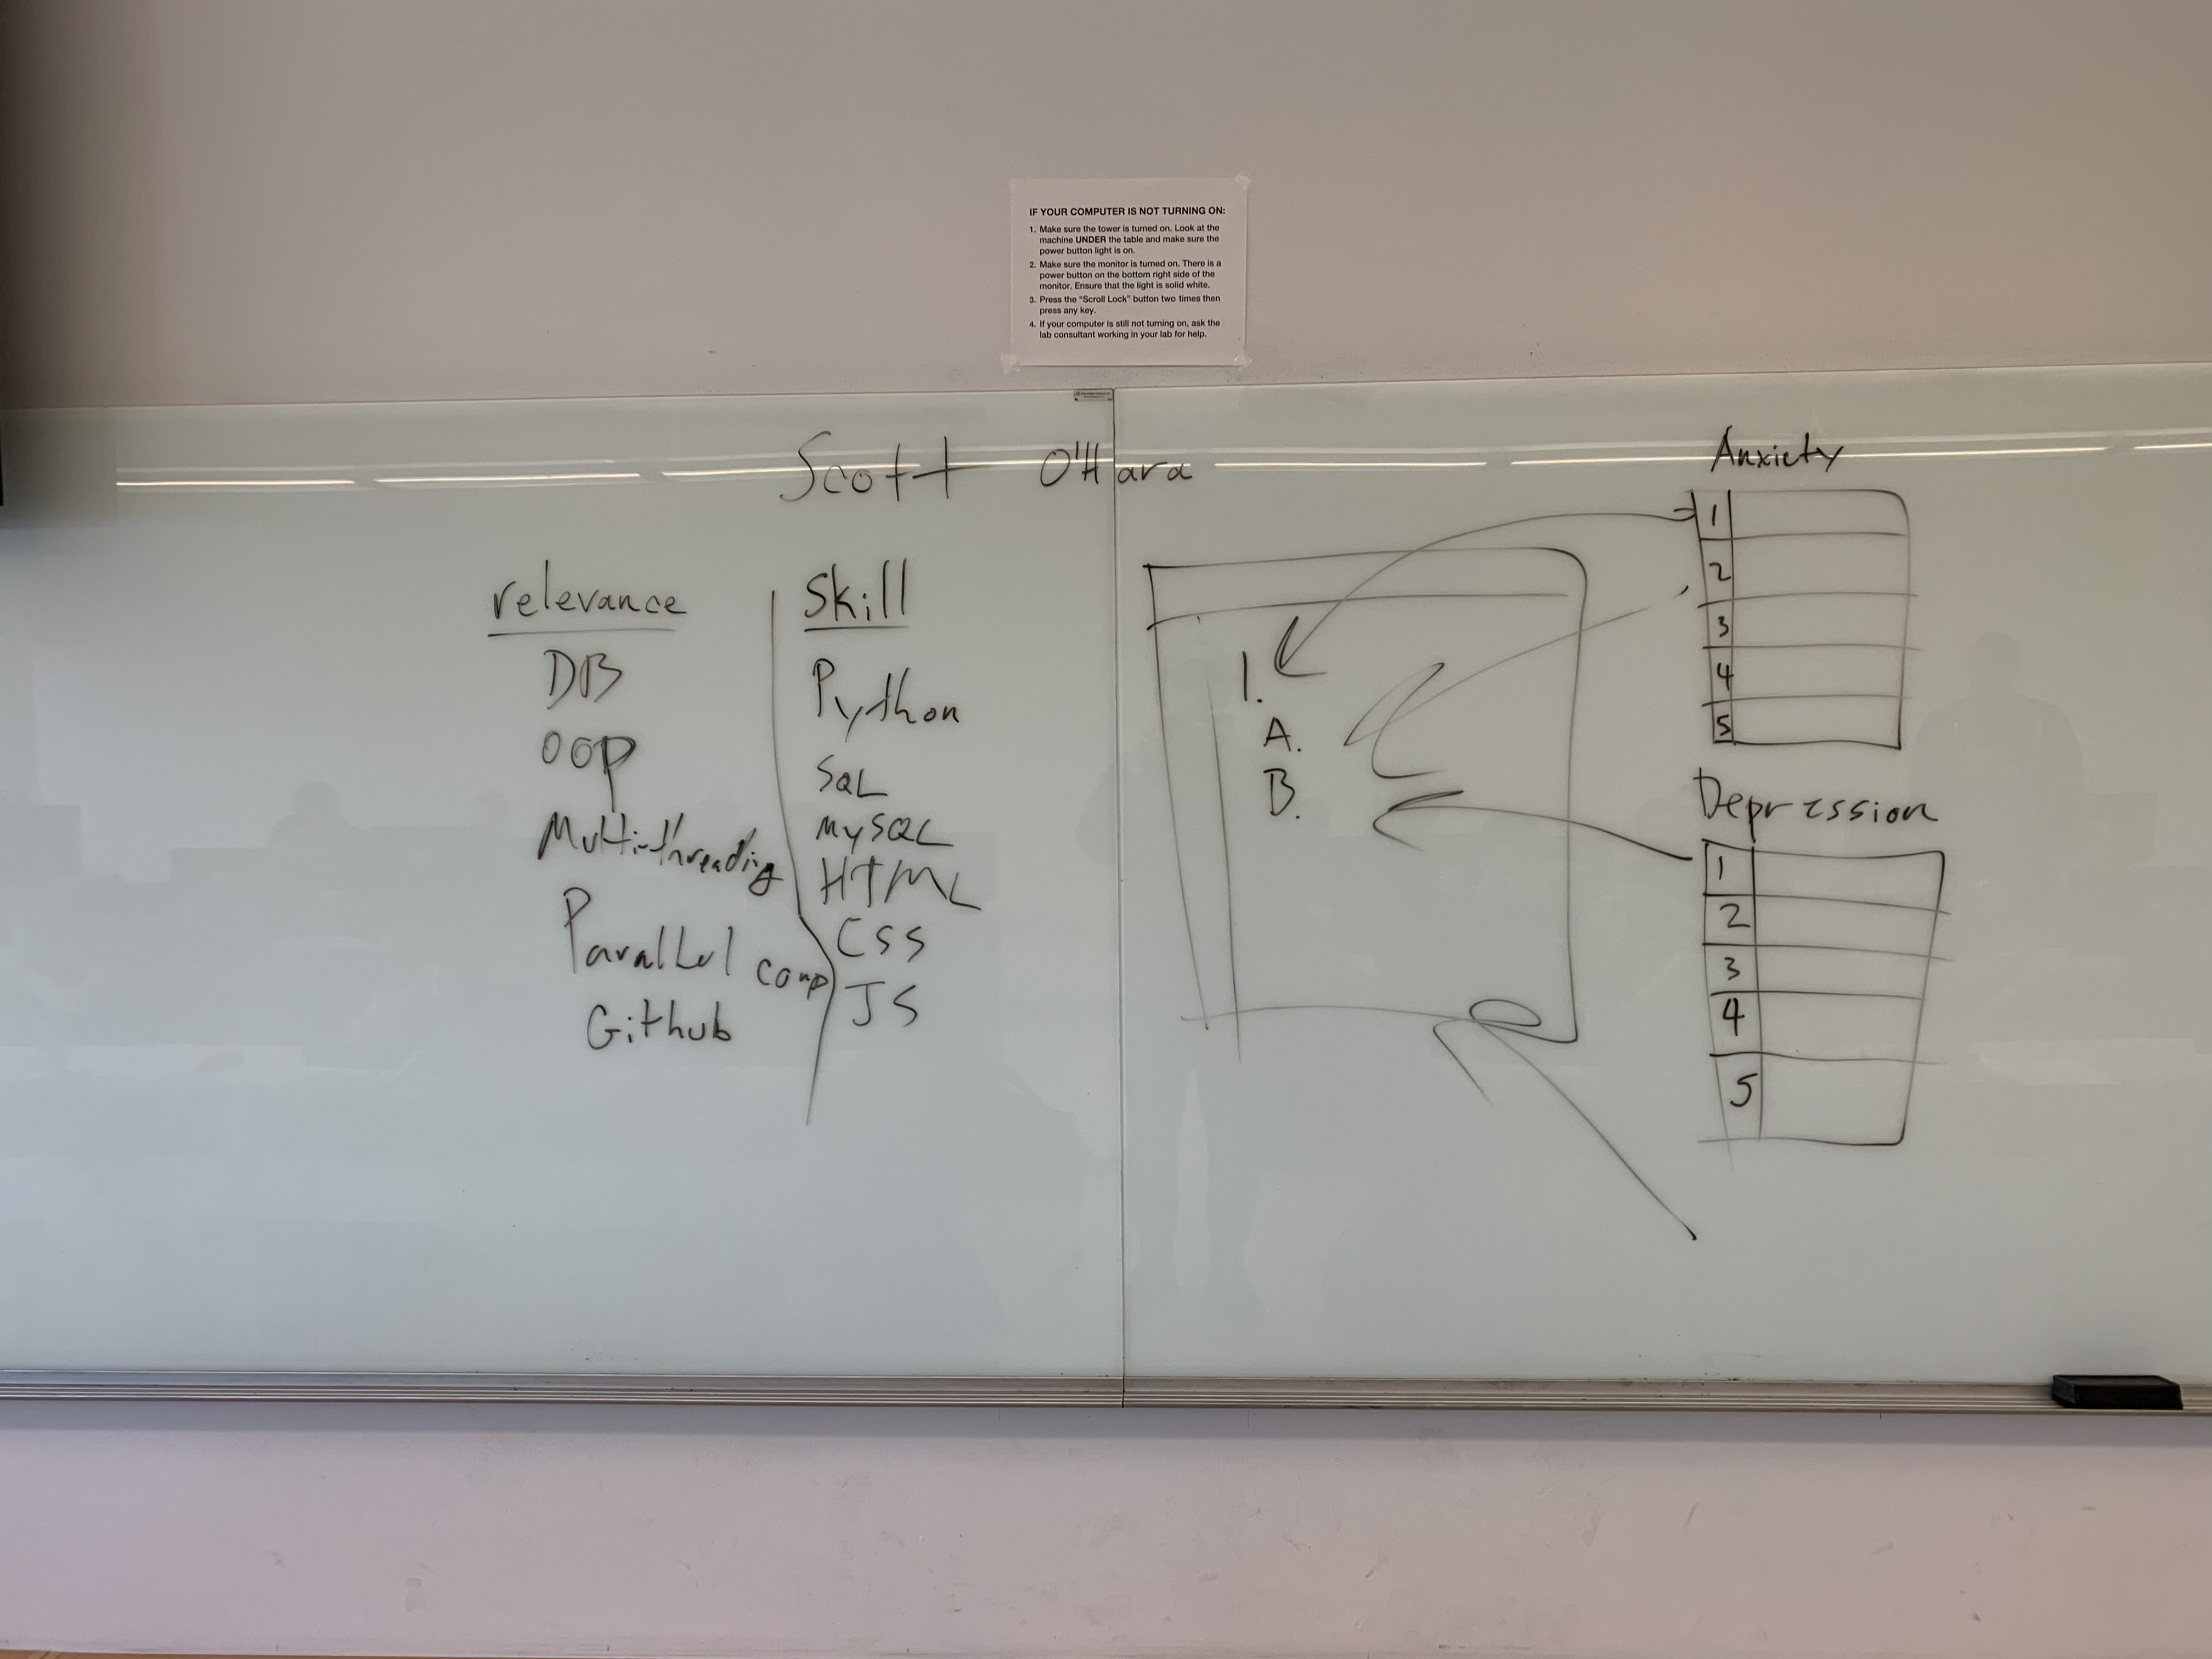 IF YOUR COMPUTER IS NOT TURNING ON:
1. Make sure the tower is turned on. Look at the
machine UNDER the table and make sure the
power button light is on.
2. Make sure the monitor is turned on. There is a
power button on the bottom right side of the
monitor. Ensure that the light is solid white.
3. Press the "Scroll Lock" button two times then
press any key.
4. If your computer is still not turning on, ask the
lab consultant working in your lab for help.
Scott O'Hara
relevance
DB
OOP
Multi-threading
Parallel comp
Github
Skill
Python
SQL
MySQL
HTML
CSS
JS
1.
A.
B.
Anxiety
1
2
3
4
5
Depression
1
2
3
4
5